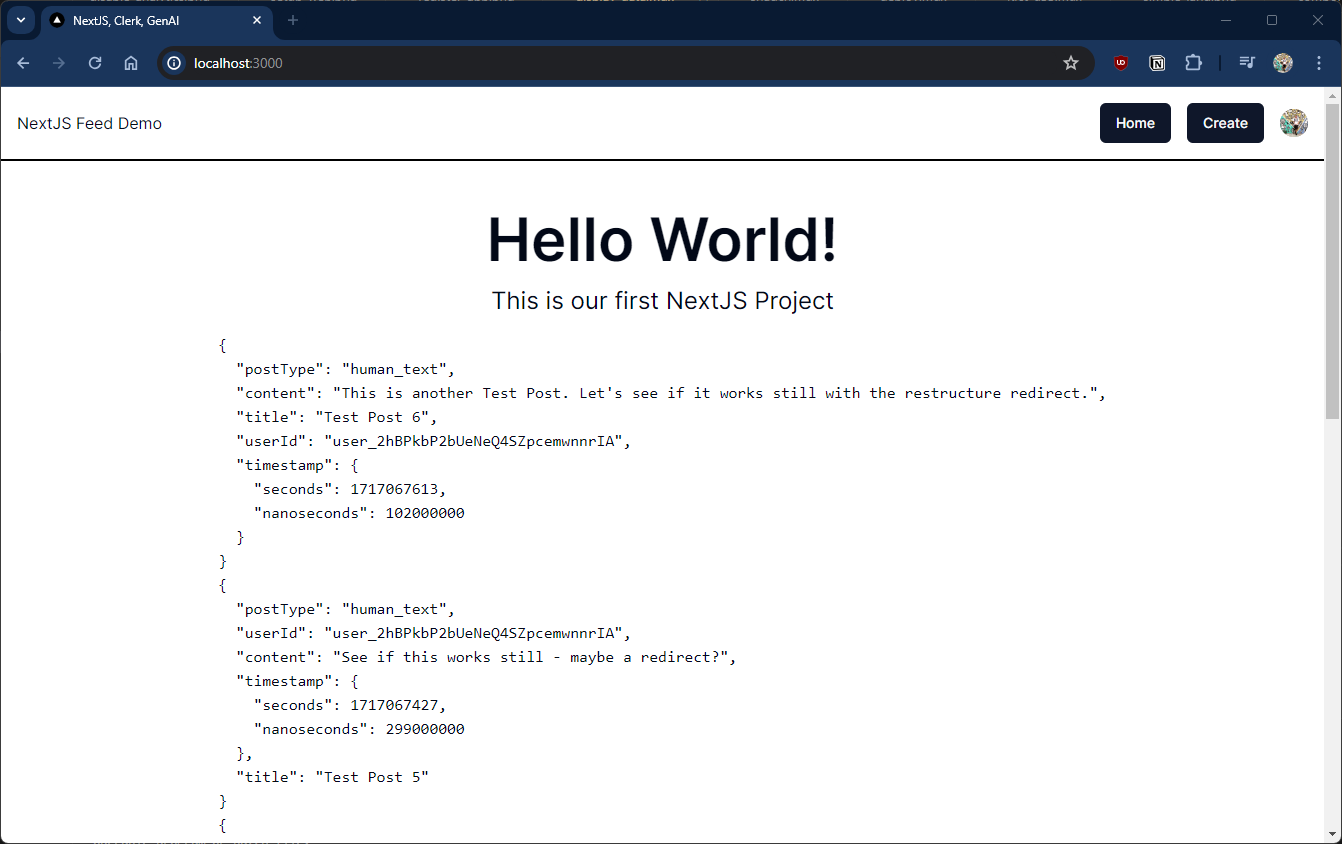 NextJS, Clerk, GenAI
localhost:3000
NextJS Feed Demo
Home
Create
Hello World!
This is our first NextJS Project
{
"postType": "human_text",
"content": "This is another Test Post. Let's see if it works still with the restructure redirect.",
"title": "Test Post 6",
"userId": "user_2hBPkbP2bUeNeQ4SZpcemwnnrIA",
"timestamp": {
"seconds": 1717067613,
"nanoseconds": 102000000
}
}
{
"postType": "human_text",
"userId": "user_2hBPkbP2bUeNeQ4SZpcemwnnrIA",
"content": "See if this works still - maybe a redirect?",
"timestamp": {
"seconds": 1717067427,
"nanoseconds": 299000000
},
"title": "Test Post 5"
}
{